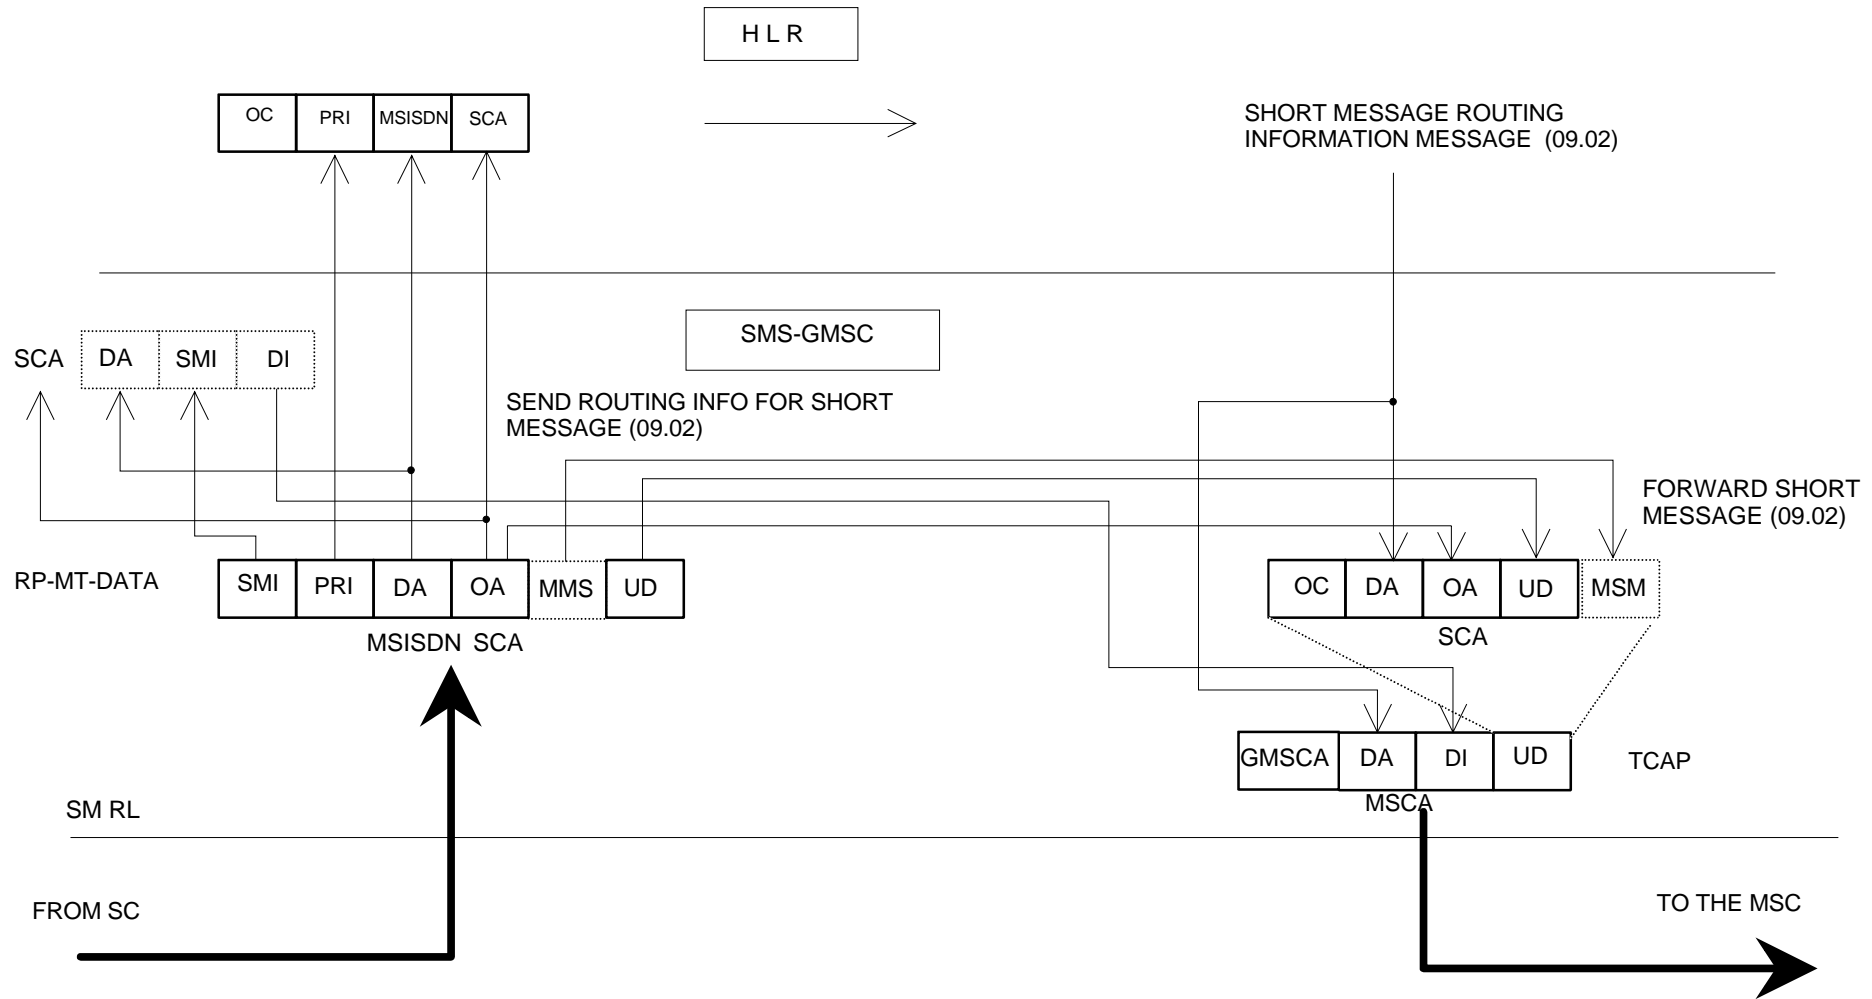 H L R
OC PRI MSISDN SCA
SHORT MESSAGE ROUTING
INFORMATION MESSAGE (09.02)
SMS-GMSC
SCA DA SMI DI
SEND ROUTING INFO FOR SHORT
MESSAGE (09.02)
FORWARD SHORT
MESSAGE (09.02)
RP-MT-DATA SMI PRI DA OA MMS UD
OC DA OA UD MSM
MSISDN SCA
SCA
GMSCA DA DI UD TCAP
MSCA
SM RL
FROM SC
TO THE MSC